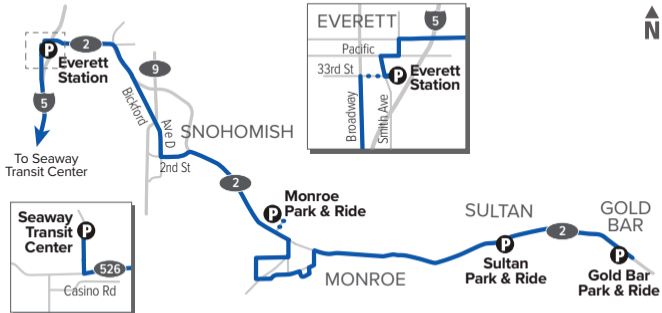 EVERETT
5
Pacific
33rd St
P
Everett
Station
Broadway
Smith Ave
N
P
2
Everett
Station
9
5
Bickford
Ave D
SNOHOMISH
To Seaway
Transit Center
2nd St
2
Monroe
P Park & Ride
MONROE
SULTAN
2
GOLD
BAR
P
Sultan
Park & Ride
P
Gold Bar
Park & Ride
Seaway
Transit
Center
P
526
Casino Rd